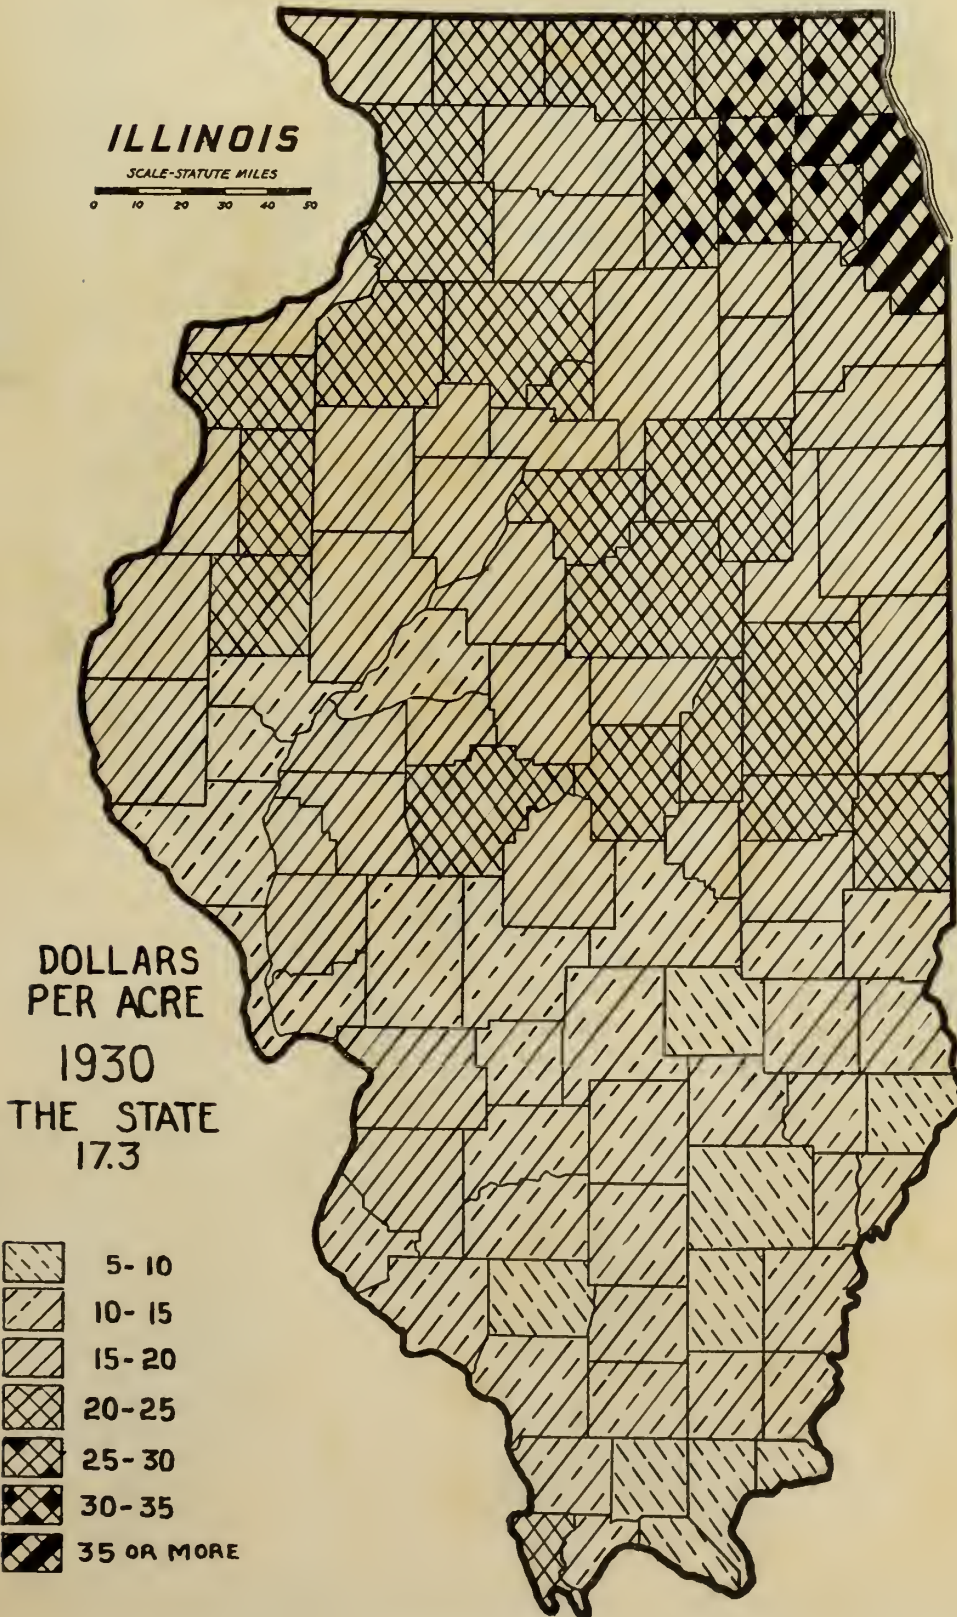 ILLINOIS
SCALE-STATUTE MILES
0 10 20 30 40 50
DOLLARS
PER ACRE
1930
THE STATE
17.3
5-10
10-15
15-20
20-25
25-30
30-35
35 OR MORE